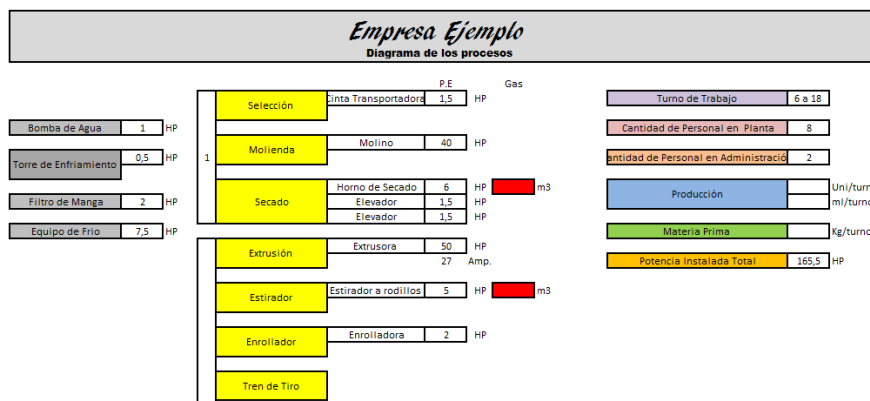 Empresa Ejemplo
Diagrama de los procesos
P.E Gas
Selección Cinta Transportadora 1,5 HP Turno de Trabajo 6 a 18
Bomba de Agua 1 HP Cantidad de Personal en Planta 8
1 Molienda Molino 40 HP
Torre de Enfriamiento 0,5 HP antidad de Personal en Administració 2
Horno de Secado 6 HP m3 Uni/turno
Filtro de Manga 2 HP Secado Elevador 1,5 HP Producción ml/turno
Elevador 1,5 HP
Equipo de Frio 7,5 HP Materia Prima Kg/turno
Extrusión Extrusora 50 HP
27 Amp. Potencia Instalada Total 165,5 HP
Estirador Estirador a rodillos 5 HP m3
Enrollador Enrolladora 2 HP
Tren de Tiro